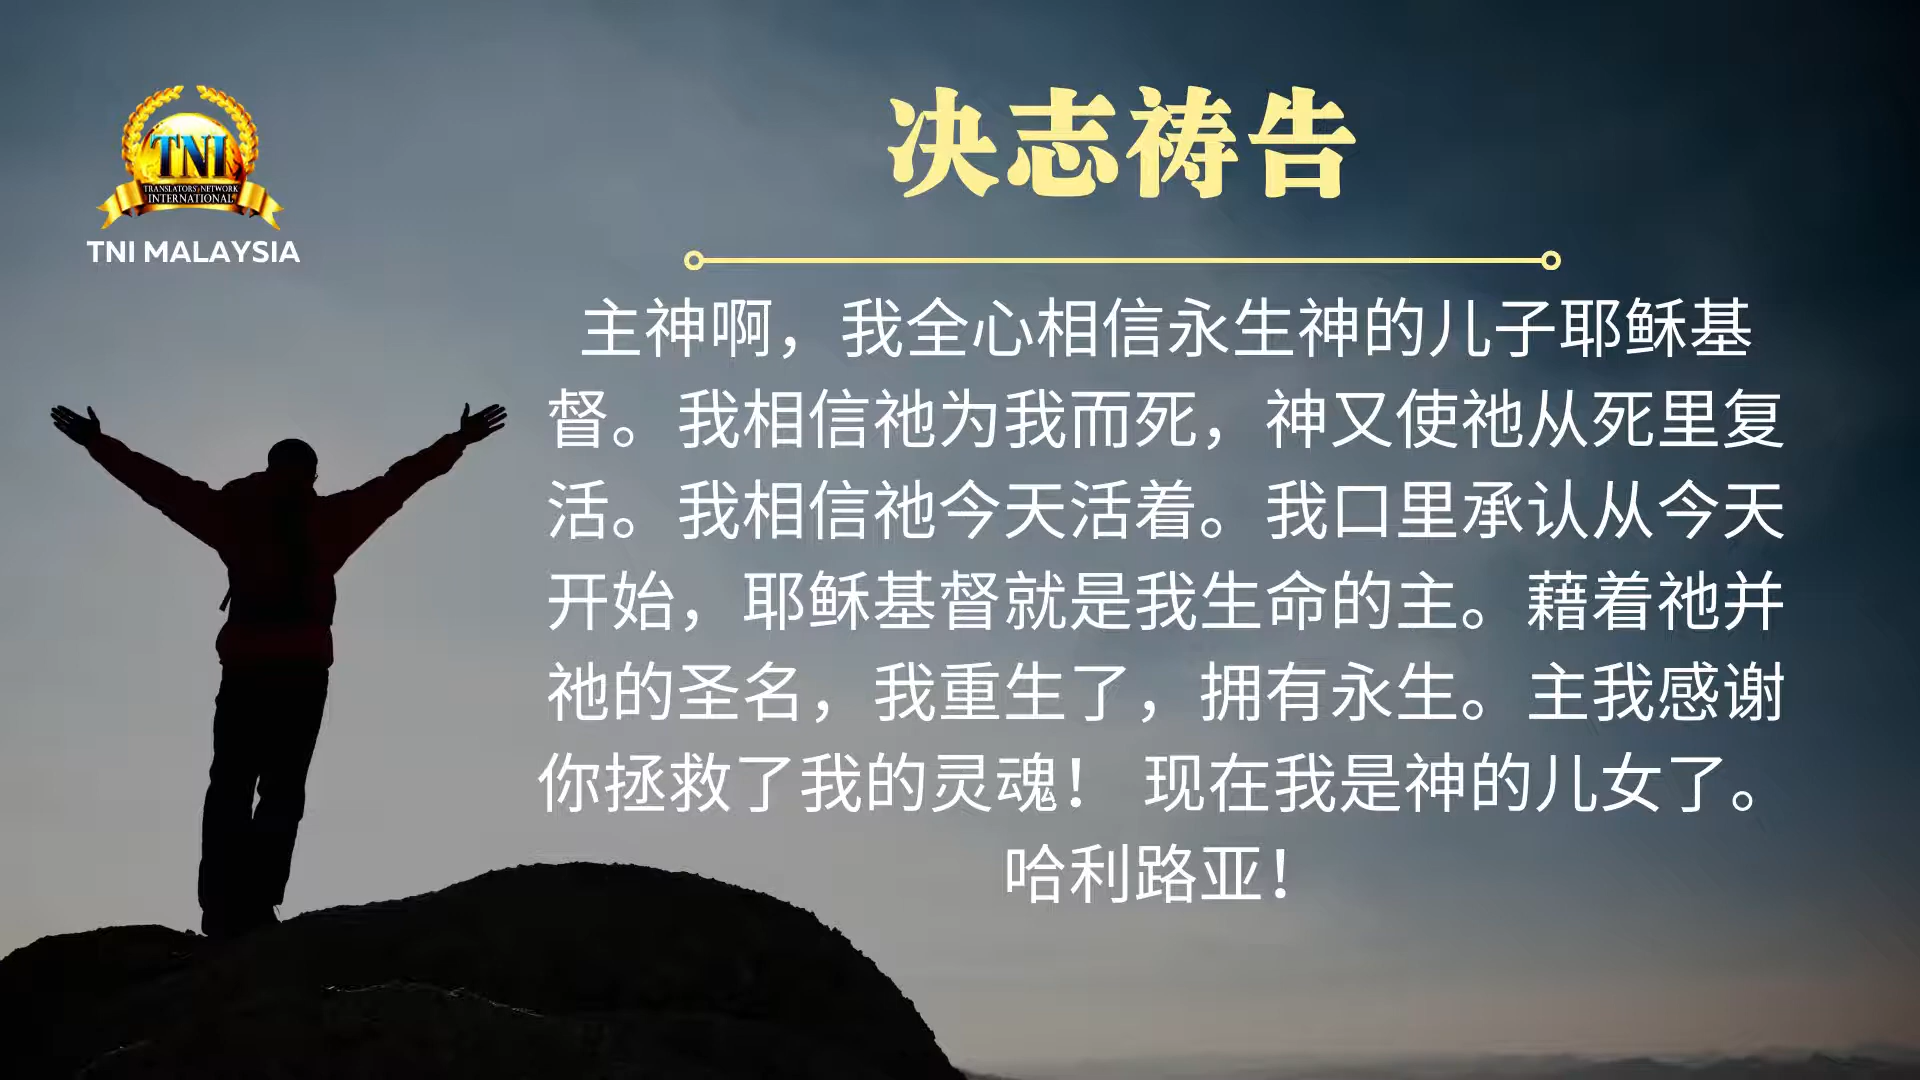 TNI
TRANSLATORS' NETWORK
INTERNATIONAL
TNI MALAYSIA
决志祷告
主神啊，我全心相信永生神的儿子耶稣基
督。我相信祂为我而死，神又使祂从死里复
活。我相信祂今天活着。我口里承认从今天
开始，耶稣基督就是我生命的主。藉着祂并
祂的圣名，我重生了，拥有永生。主我感谢
你拯救了我的灵魂！ 现在我是神的儿女了。
哈利路亚！